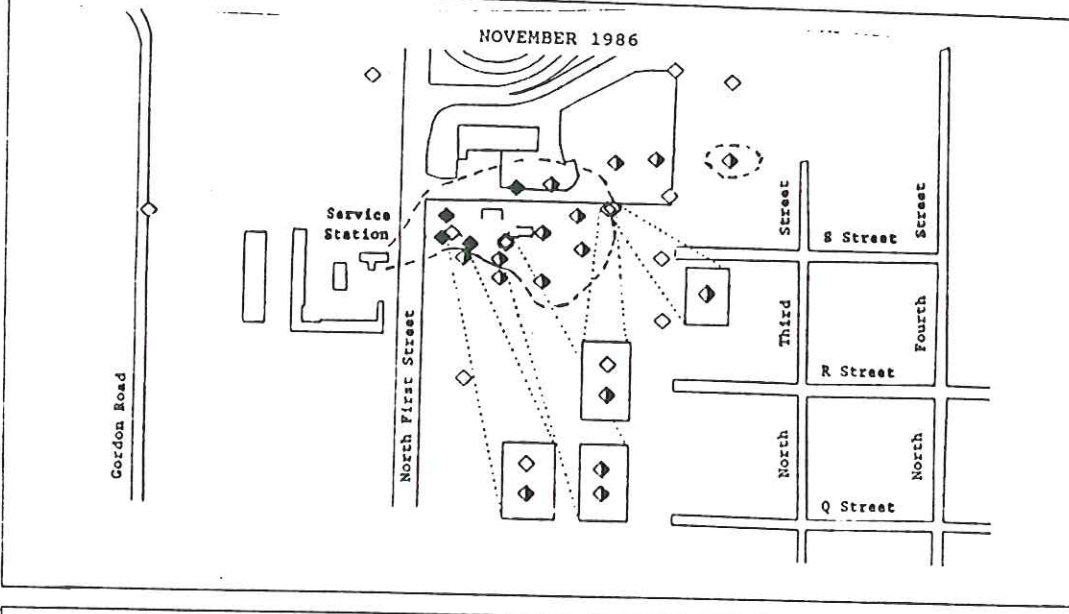 NOVEMBER 1986
Service
Station
Street
Street
S Street
Third
Fourth
R Street
North First Street
Gordon Road
North
North
Q Street